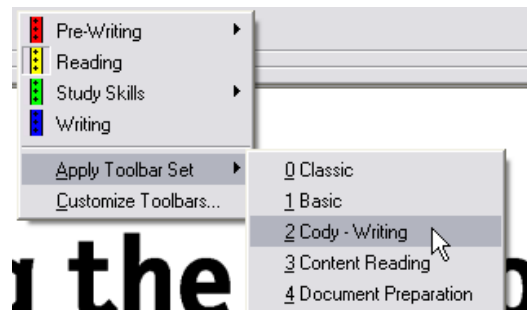 Pre-Writing
Reading
Study Skills
Writing
Apply Toolbar Set
Customize Toolbars...
0 Classic
1 Basic
2 Cody - Writing
3 Content Reading
4 Document Preparation
the